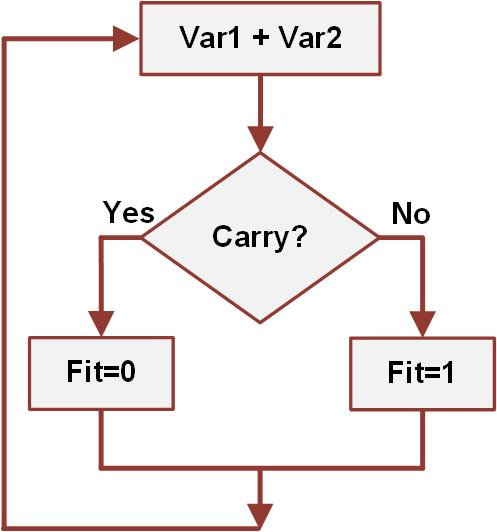 Var1 + Var2
Yes
No
Carry?
Fit=0
Fit=1